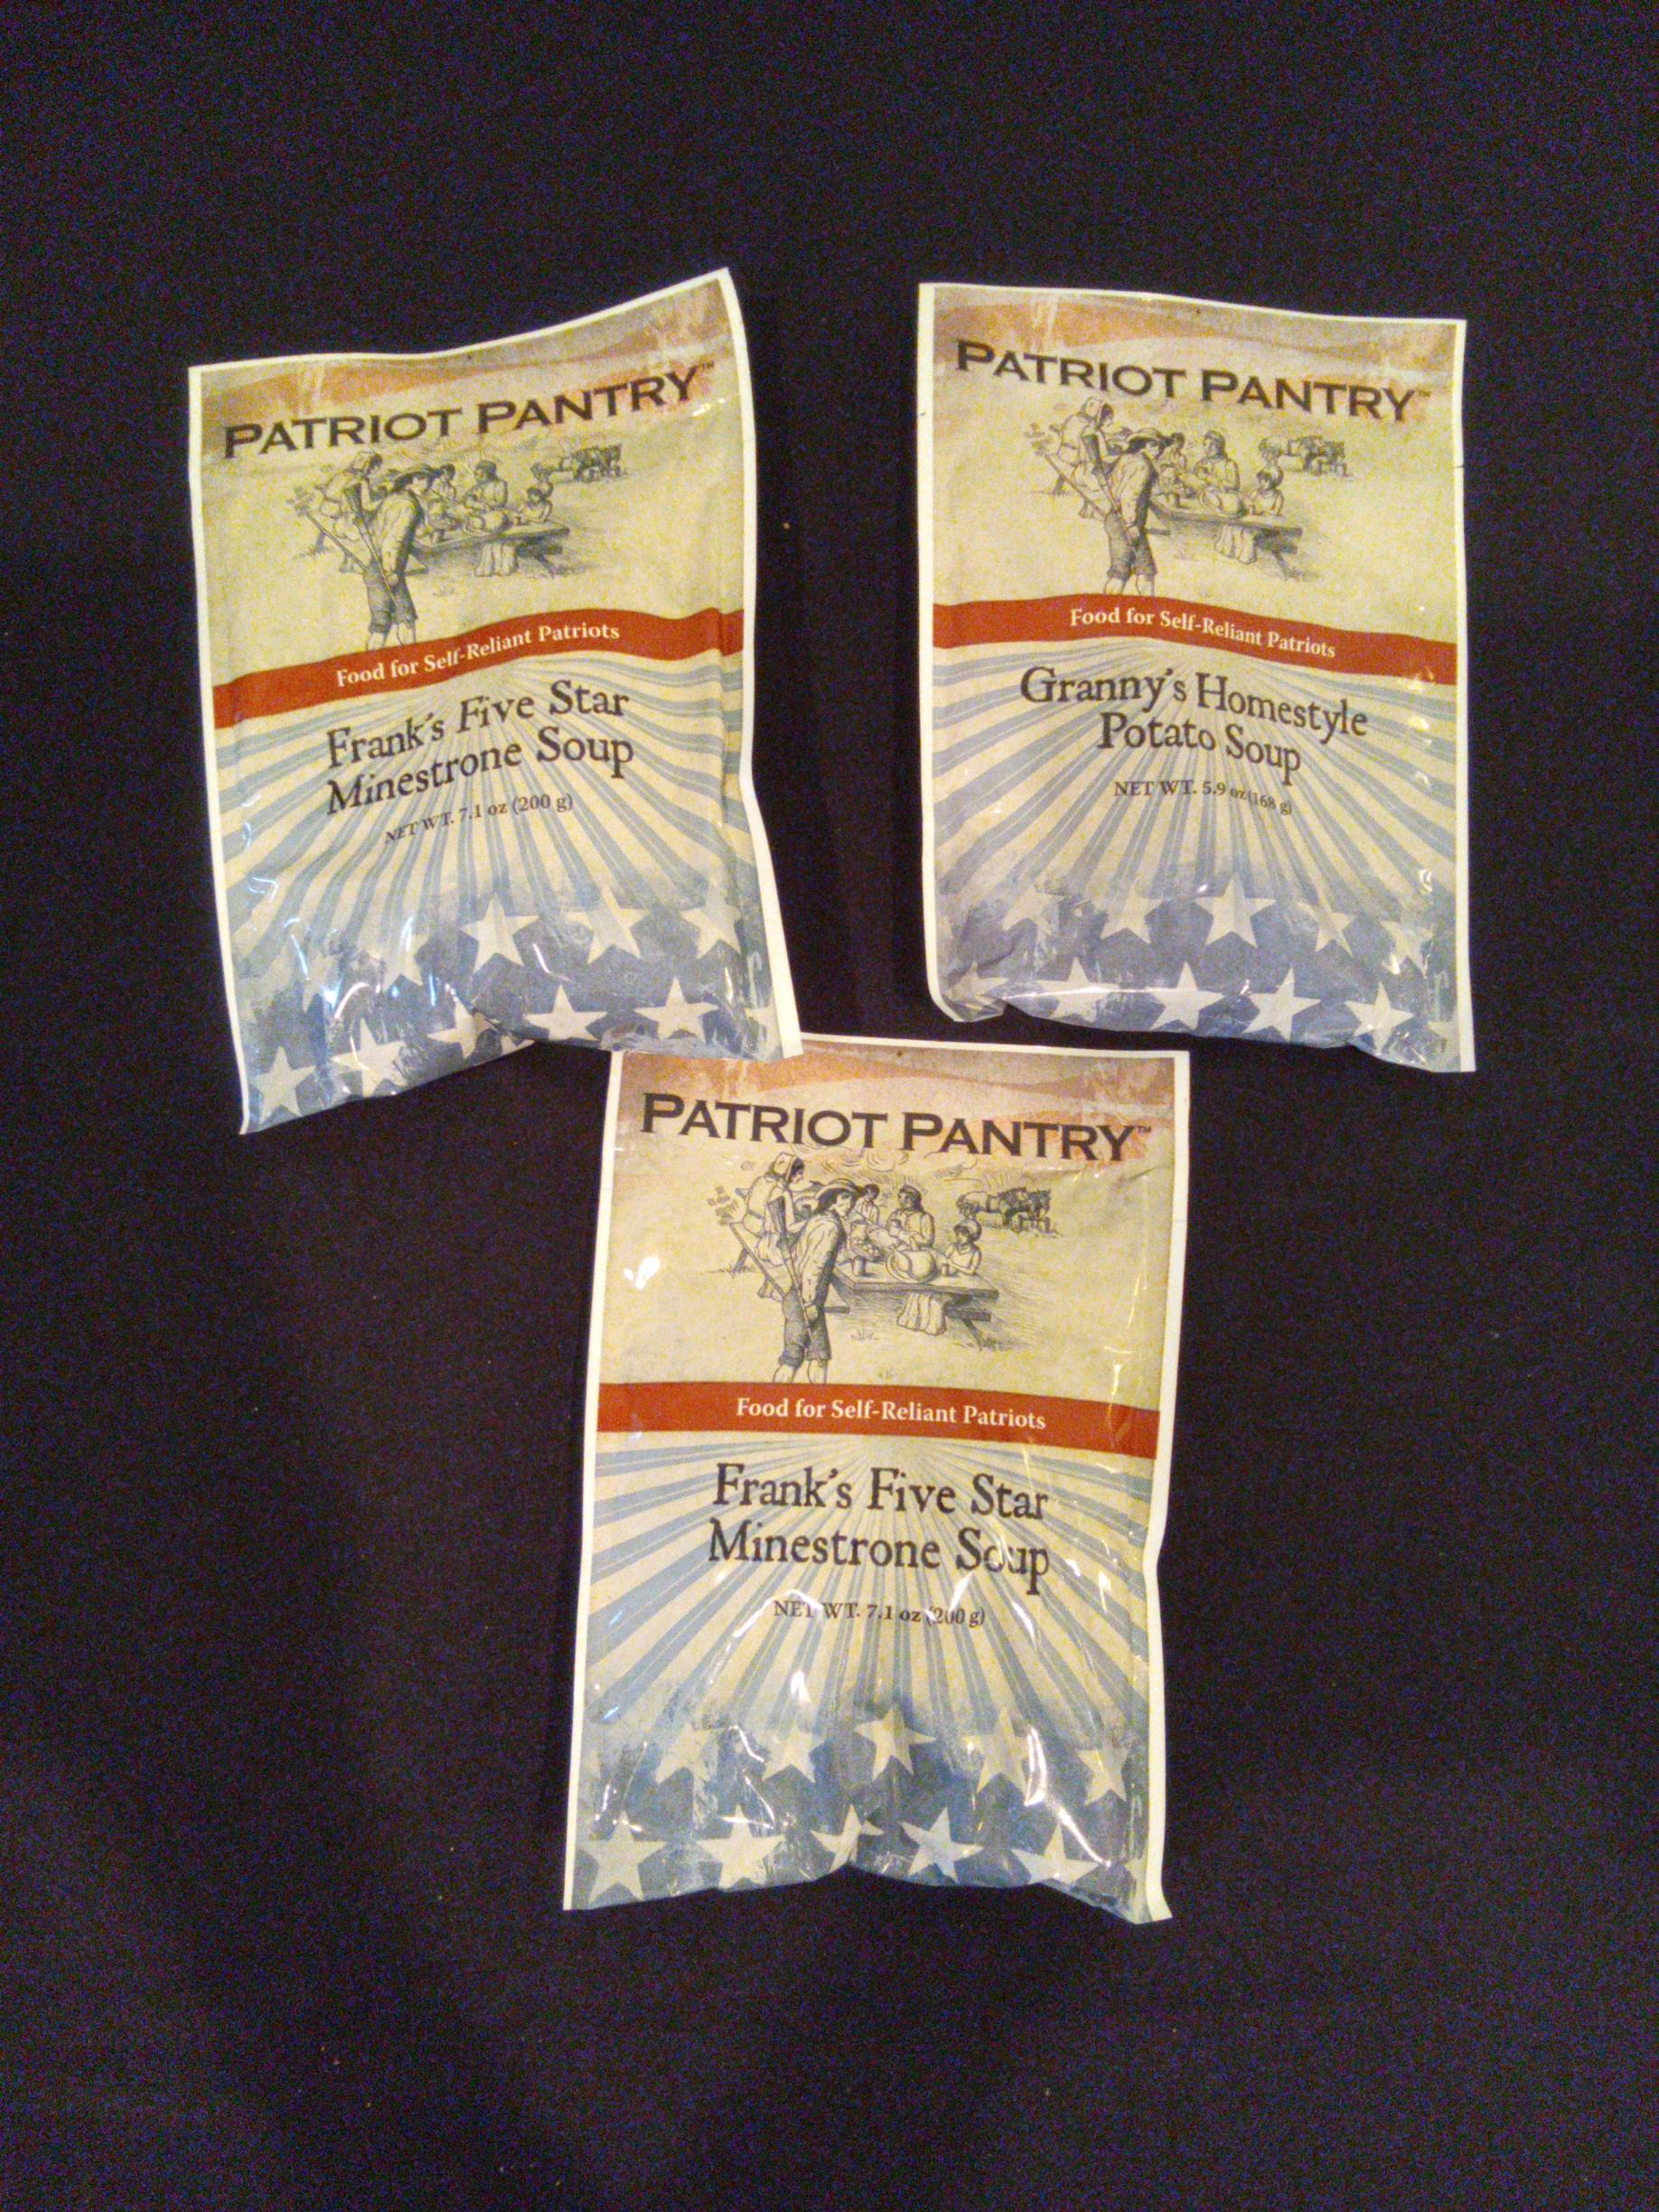 PATRIOT PANTRY™
Food for Self-Reliant Patriots
Frank's Five Star
Minestrone Soup
NET WT. 7.1 oz (200 g)
PATRIOT PANTRY™
Food for Self-Reliant Patriots
Granny's Homestyle
Potato Soup
NET WT. 5.9 oz (168 g)
PATRIOT PANTRY™
Food for Self-Reliant Patriots
Frank's Five Star
Minestrone Soup
NET WT. 7.1 oz (200 g)